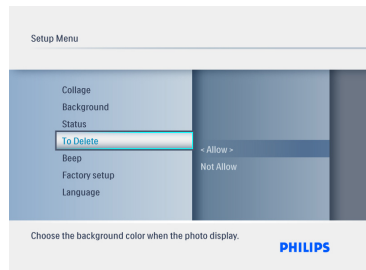 Setup Menu
Collage
Background
Status
To Delete
Beep
Factory setup
Language
< Allow >
Not Allow
Choose the background color when the photo display.
PHILIPS